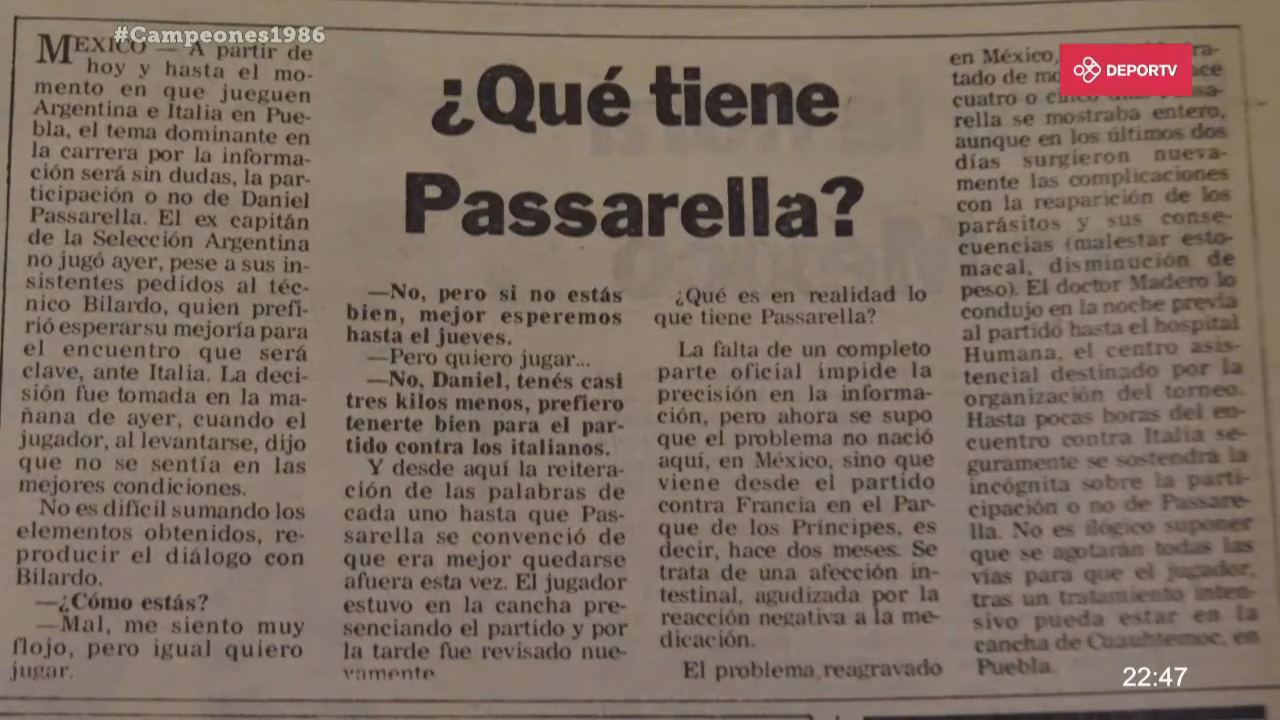 #Campeones1986
DEPORTV
¿Qué tiene
Passarella?
MEXICO — A partir de
hoy y hasta el mo-
mento en que jueguen
Argentina e Italia en Pue-
bla, el tema dominante en
la carrera por la informa-
ción será sin dudas, la par-
ticipación o no de Daniel
Passarella. El ex capitán
de la Selección Argentina
no jugó ayer, pese a sus in-
sistentes pedidos al téc-
nico Bilardo, quien prefi-
rió esperar su mejoría para
el encuentro que será
clave, ante Italia. La deci-
sión fue tomada en la ma-
ñana de ayer, cuando el
jugador, al levantarse, dijo
que no se sentía en las
mejores condiciones.
No es difícil sumando los
elementos obtenidos, re-
producir el diálogo con
Bilardo.
—¿Cómo estás?
—Mal, me siento muy
flojo, pero igual quiero
jugar.
—No, pero si no estás
bien, mejor esperemos
hasta el jueves.
—Pero quiero jugar...
—No, Daniel, tenés casi
tres kilos menos, prefiero
tenerte bien para el par-
tido contra los italianos.
Y desde aquí la reitera-
ción de las palabras de
cada uno hasta que Pas-
sarella se convenció de
que era mejor quedarse
afuera esta vez. El jugador
estuvo en la cancha pre-
senciando el partido y por
la tarde fue revisado nue-
vamente
¿Qué es en realidad lo
que tiene Passarella?
La falta de un completo
parte oficial impide la
precisión en la informa-
ción, pero ahora se supo
que el problema no nació
aquí, en México, sino que
viene desde el partido
contra Francia en el Par-
que de los Príncipes, es
decir, hace dos meses. Se
trata de una afección in-
testinal, agudizada por la
reacción negativa a la me-
dicación.
El problema, reagravado
en México,
tado de
cuatro o cinco
rella se mostraba entero,
aunque en los últimos dos
días surgieron nueva-
mente las complicaciones
con la reaparición de los
parásitos y sus conse-
cuencias (malestar esto-
macal, disminución de
peso). El doctor Madero lo
condujo en la noche previa
al partido hasta el hospital
Humana, el centro asis-
tencial destinado por la
organización del torneo.
Hasta pocas horas del en-
cuentro contra Italia se-
guramente se sostendrá la
incógnita sobre la parti-
cipación o no de Passare-
lla. No es ilógico suponer
que se agotarán todas las
vías para que el jugador,
tras un tratamiento inten-
sivo pueda estar en la
cancha de Cuauhtemoc, en
Puebla.
22:47